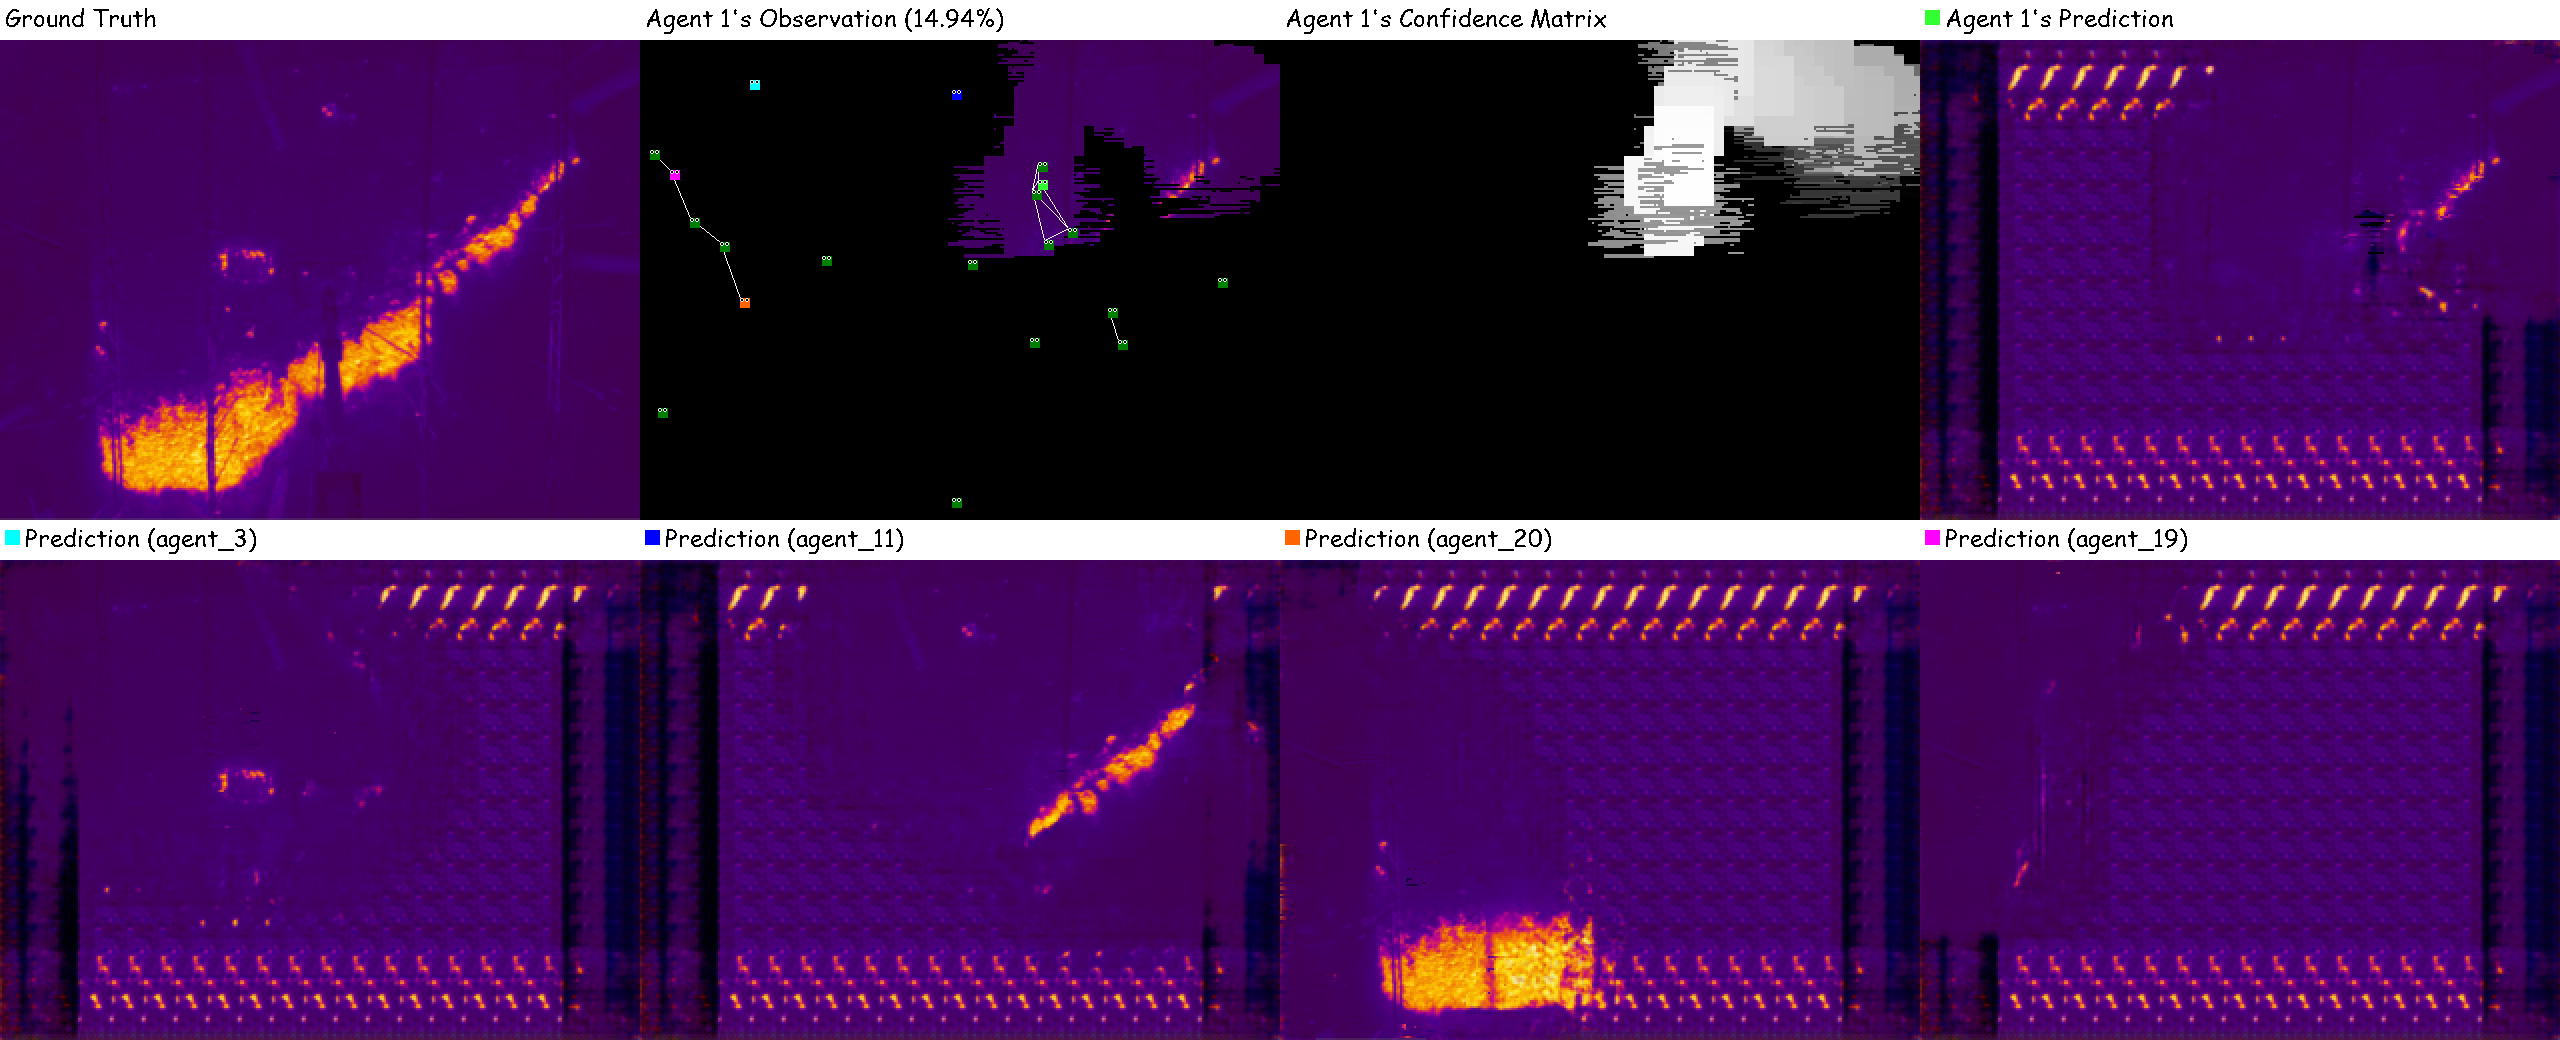 Ground Truth
Agent 1's Observation (14.94%)
Agent 1's Confidence Matrix
Agent 1's Prediction
Prediction (agent_3)
Prediction (agent_11)
Prediction (agent_20)
Prediction (agent_19)